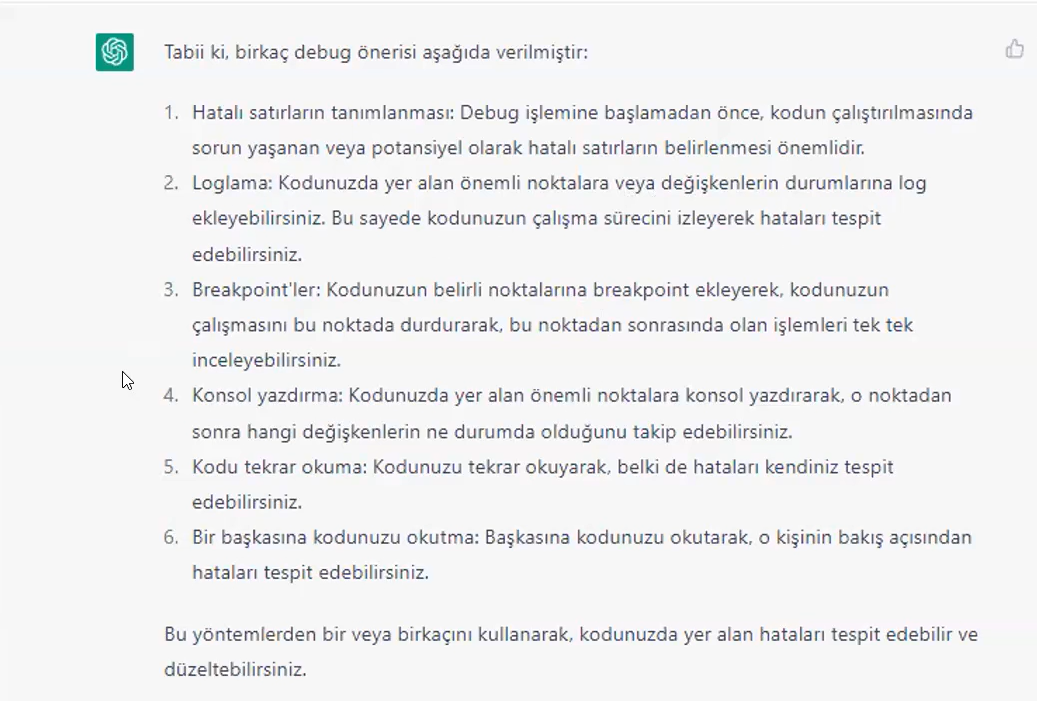 Tabii ki, birkaç debug önerisi aşağıda verilmiştir:
1. Hatalı satırların tanımlanması: Debug işlemine başlamadan önce, kodun çalıştırılmasında
sorun yaşanan veya potansiyel olarak hatalı satırların belirlenmesi önemlidir.
2. Loglama: Kodunuzda yer alan önemli noktalara veya değişkenlerin durumlarına log
ekleyebilirsiniz. Bu sayede kodunuzun çalışma sürecini izleyerek hataları tespit
edebilirsiniz.
3. Breakpoint'ler: Kodunuzun belirli noktalarına breakpoint ekleyerek, kodunuzun
çalışmasını bu noktada durdurarak, bu noktadan sonrasında olan işlemleri tek tek
inceleyebilirsiniz.
4. Konsol yazdırma: Kodunuzda yer alan önemli noktalara konsol yazdırarak, o noktadan
sonra hangi değişkenlerin ne durumda olduğunu takip edebilirsiniz.
5. Kodu tekrar okuma: Kodunuzu tekrar okuyarak, belki de hataları kendiniz tespit
edebilirsiniz.
6. Bir başkasına kodunuzu okutma: Başkasına kodunuzu okutarak, o kişinin bakış açısından
hataları tespit edebilirsiniz.
Bu yöntemlerden bir veya birkaçını kullanarak, kodunuzda yer alan hataları tespit edebilir ve
düzeltebilirsiniz.